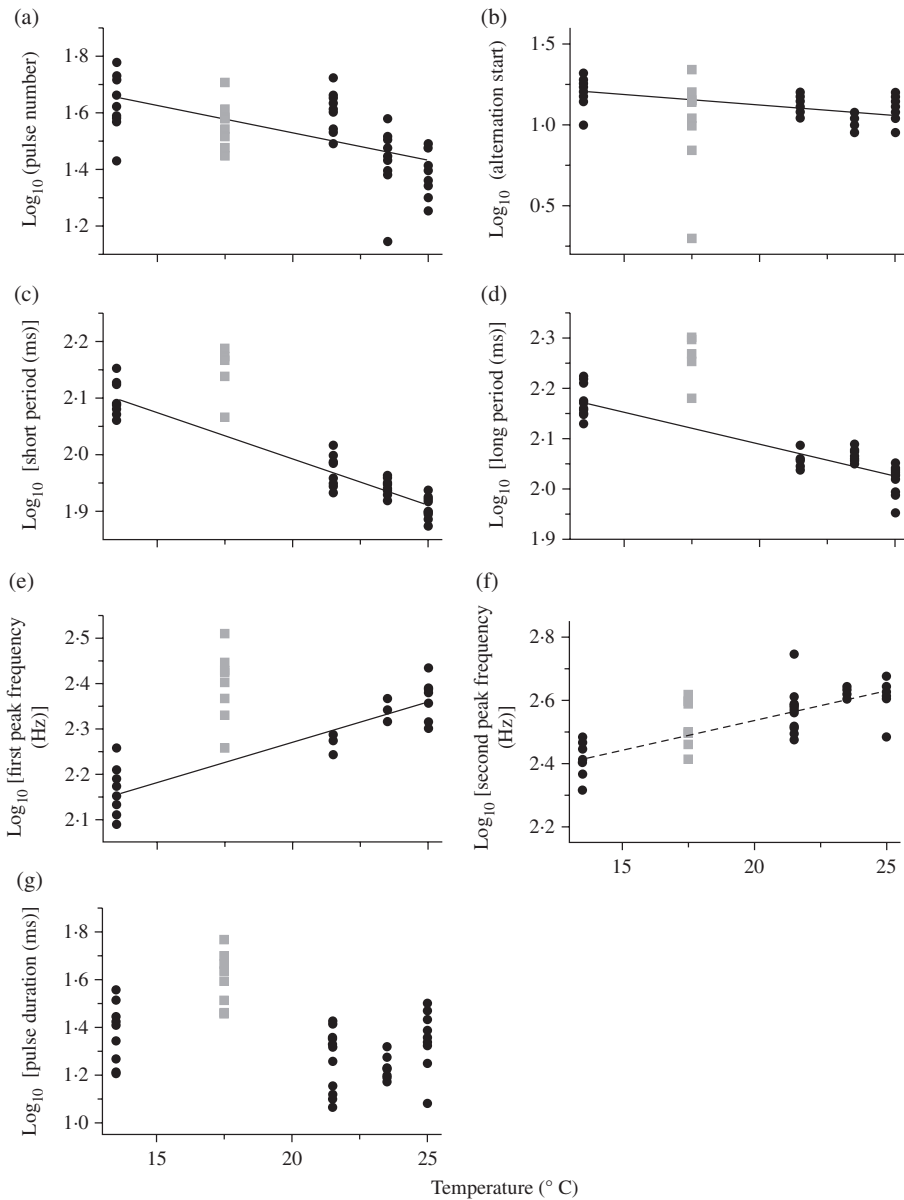 (a)
Log10 (pulse number)
1·8
1·6
1·4
1·2
(b)
Log10 (alternation start)
1·5
1·0
0·5
(c)
Log10 [short period (ms)]
2·2
2·1
2·0
1·9
(d)
Log10 [long period (ms)]
2·3
2·2
2·1
2·0
1·9
(e)
Log10 [first peak frequency
(Hz)]
2·5
2·4
2·3
2·2
2·1
(f)
Log10 [second peak frequency
(Hz)]
2·8
2·6
2·4
2·2
15
20
25
(g)
Log10 [pulse duration (ms)]
1·8
1·6
1·4
1·2
1·0
15
20
25
Temperature (° C)